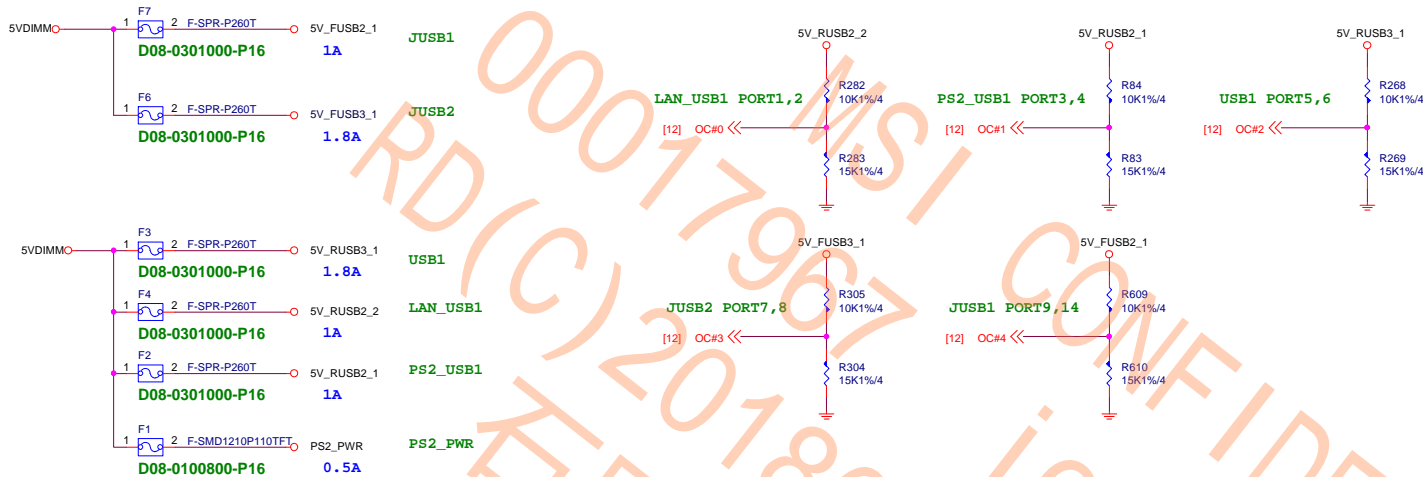 F7
5VDIMM 1 2 F-SPR-P260T 5V_FUSB2_1 JUSB1
D08-0301000-P16 1A
F6
1 2 F-SPR-P260T 5V_FUSB3_1 JUSB2
D08-0301000-P16 1.8A
F3
5VDIMM 1 2 F-SPR-P260T 5V_RUSB3_1 USB1
D08-0301000-P16 1.8A
F4
1 2 F-SPR-P260T 5V_RUSB2_2 LAN_USB1
D08-0301000-P16 1A
F2
1 2 F-SPR-P260T 5V_RUSB2_1 PS2_USB1
D08-0301000-P16 1A
F1
1 2 F-SMD1210P110TFT PS2_PWR PS2_PWR
D08-0100800-P16 0.5A
5V_RUSB2_2
R282
10K1%/4
LAN_USB1 PORT1,2
[12] OC#0
R283
15K1%/4
5V_RUSB2_1
R84
10K1%/4
PS2_USB1 PORT3,4
[12] OC#1
R83
15K1%/4
5V_RUSB3_1
R268
10K1%/4
USB1 PORT5,6
[12] OC#2
R269
15K1%/4
5V_FUSB3_1
R305
10K1%/4
JUSB2 PORT7,8
[12] OC#3
R304
15K1%/4
5V_FUSB2_1
R609
10K1%/4
JUSB1 PORT9,14
[12] OC#4
R610
15K1%/4
MSI CONFIDE
00017967
RD(C)20180